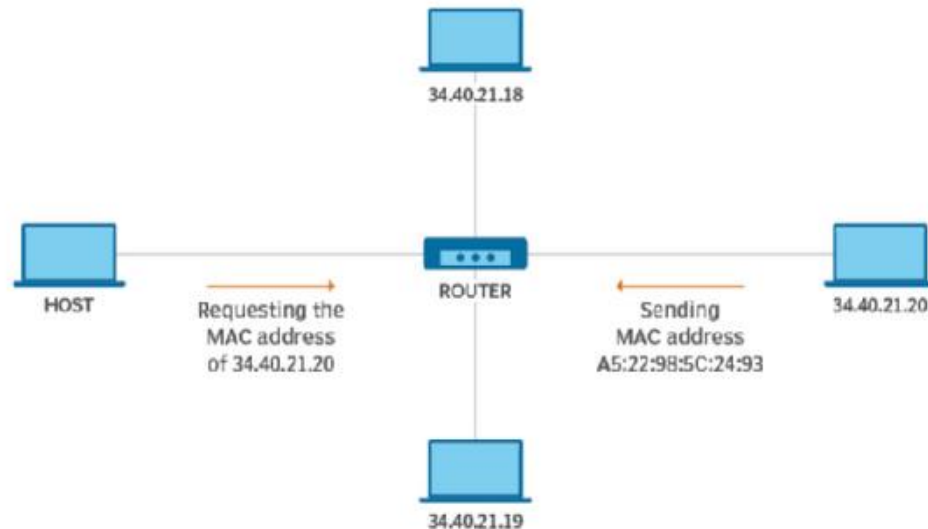 34.40.21.18
HOST
Requesting the
MAC address
of 34.40.21.20
ROUTER
Sending
MAC address
A5:22:98:5C:24:93
34.40.21.20
34.40.21.19